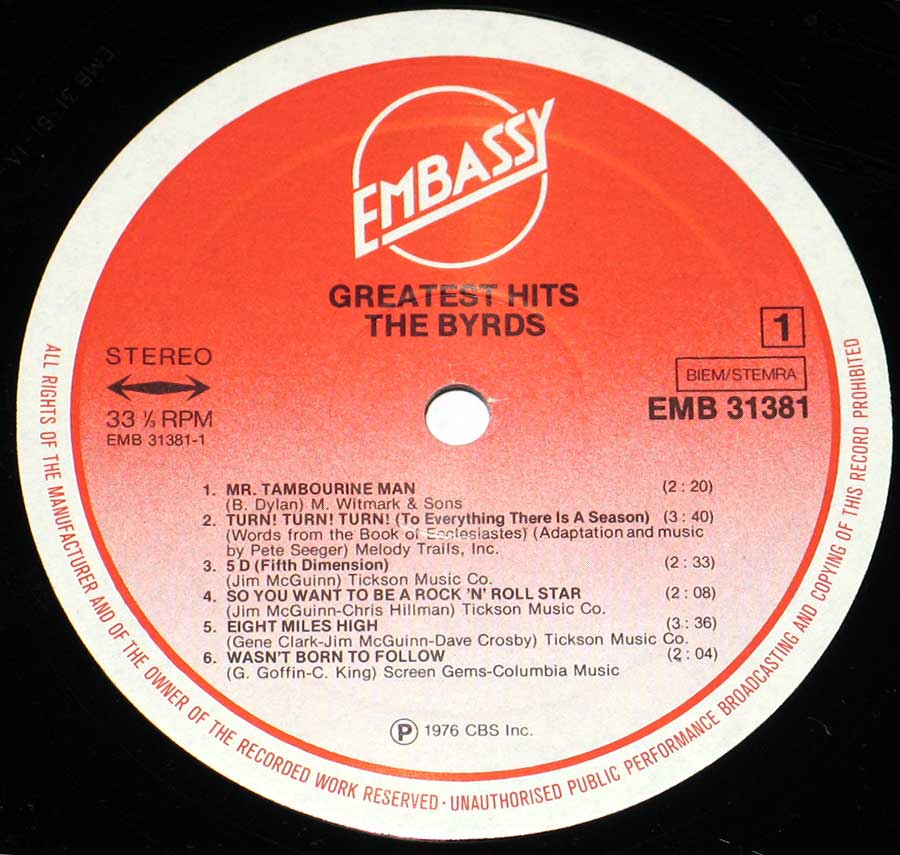 EMBASSY
GREATEST HITS
THE BYRDS
1
STEREO
BIEM/STEMRA
33 ⅓ RPM
EMB 31381
EMB 31381-1
1. MR. TAMBOURINE MAN (2 : 20)
(B. Dylan) M. Witmark & Sons
2. TURN! TURN! TURN! (To Everything There Is A Season) (3 : 40)
(Words from the Book of Ecclesiastes) (Adaptation and music
by Pete Seeger) Melody Trails, Inc.
3. 5 D (Fifth Dimension) (2 : 33)
(Jim McGuinn) Tickson Music Co.
4. SO YOU WANT TO BE A ROCK 'N' ROLL STAR (2 : 08)
(Jim McGuinn-Chris Hillman) Tickson Music Co.
5. EIGHT MILES HIGH (3 : 36)
(Gene Clark-Jim McGuinn-Dave Crosby) Tickson Music Co.
6. WASN'T BORN TO FOLLOW (2 : 04)
(G. Goffin-C. King) Screen Gems-Columbia Music
Ⓟ 1976 CBS Inc.
ALL RIGHTS OF THE MANUFACTURER AND OF THE OWNER OF THE RECORDED WORK RESERVED · UNAUTHORISED PUBLIC PERFORMANCE BROADCASTING AND COPYING OF THIS RECORD PROHIBITED